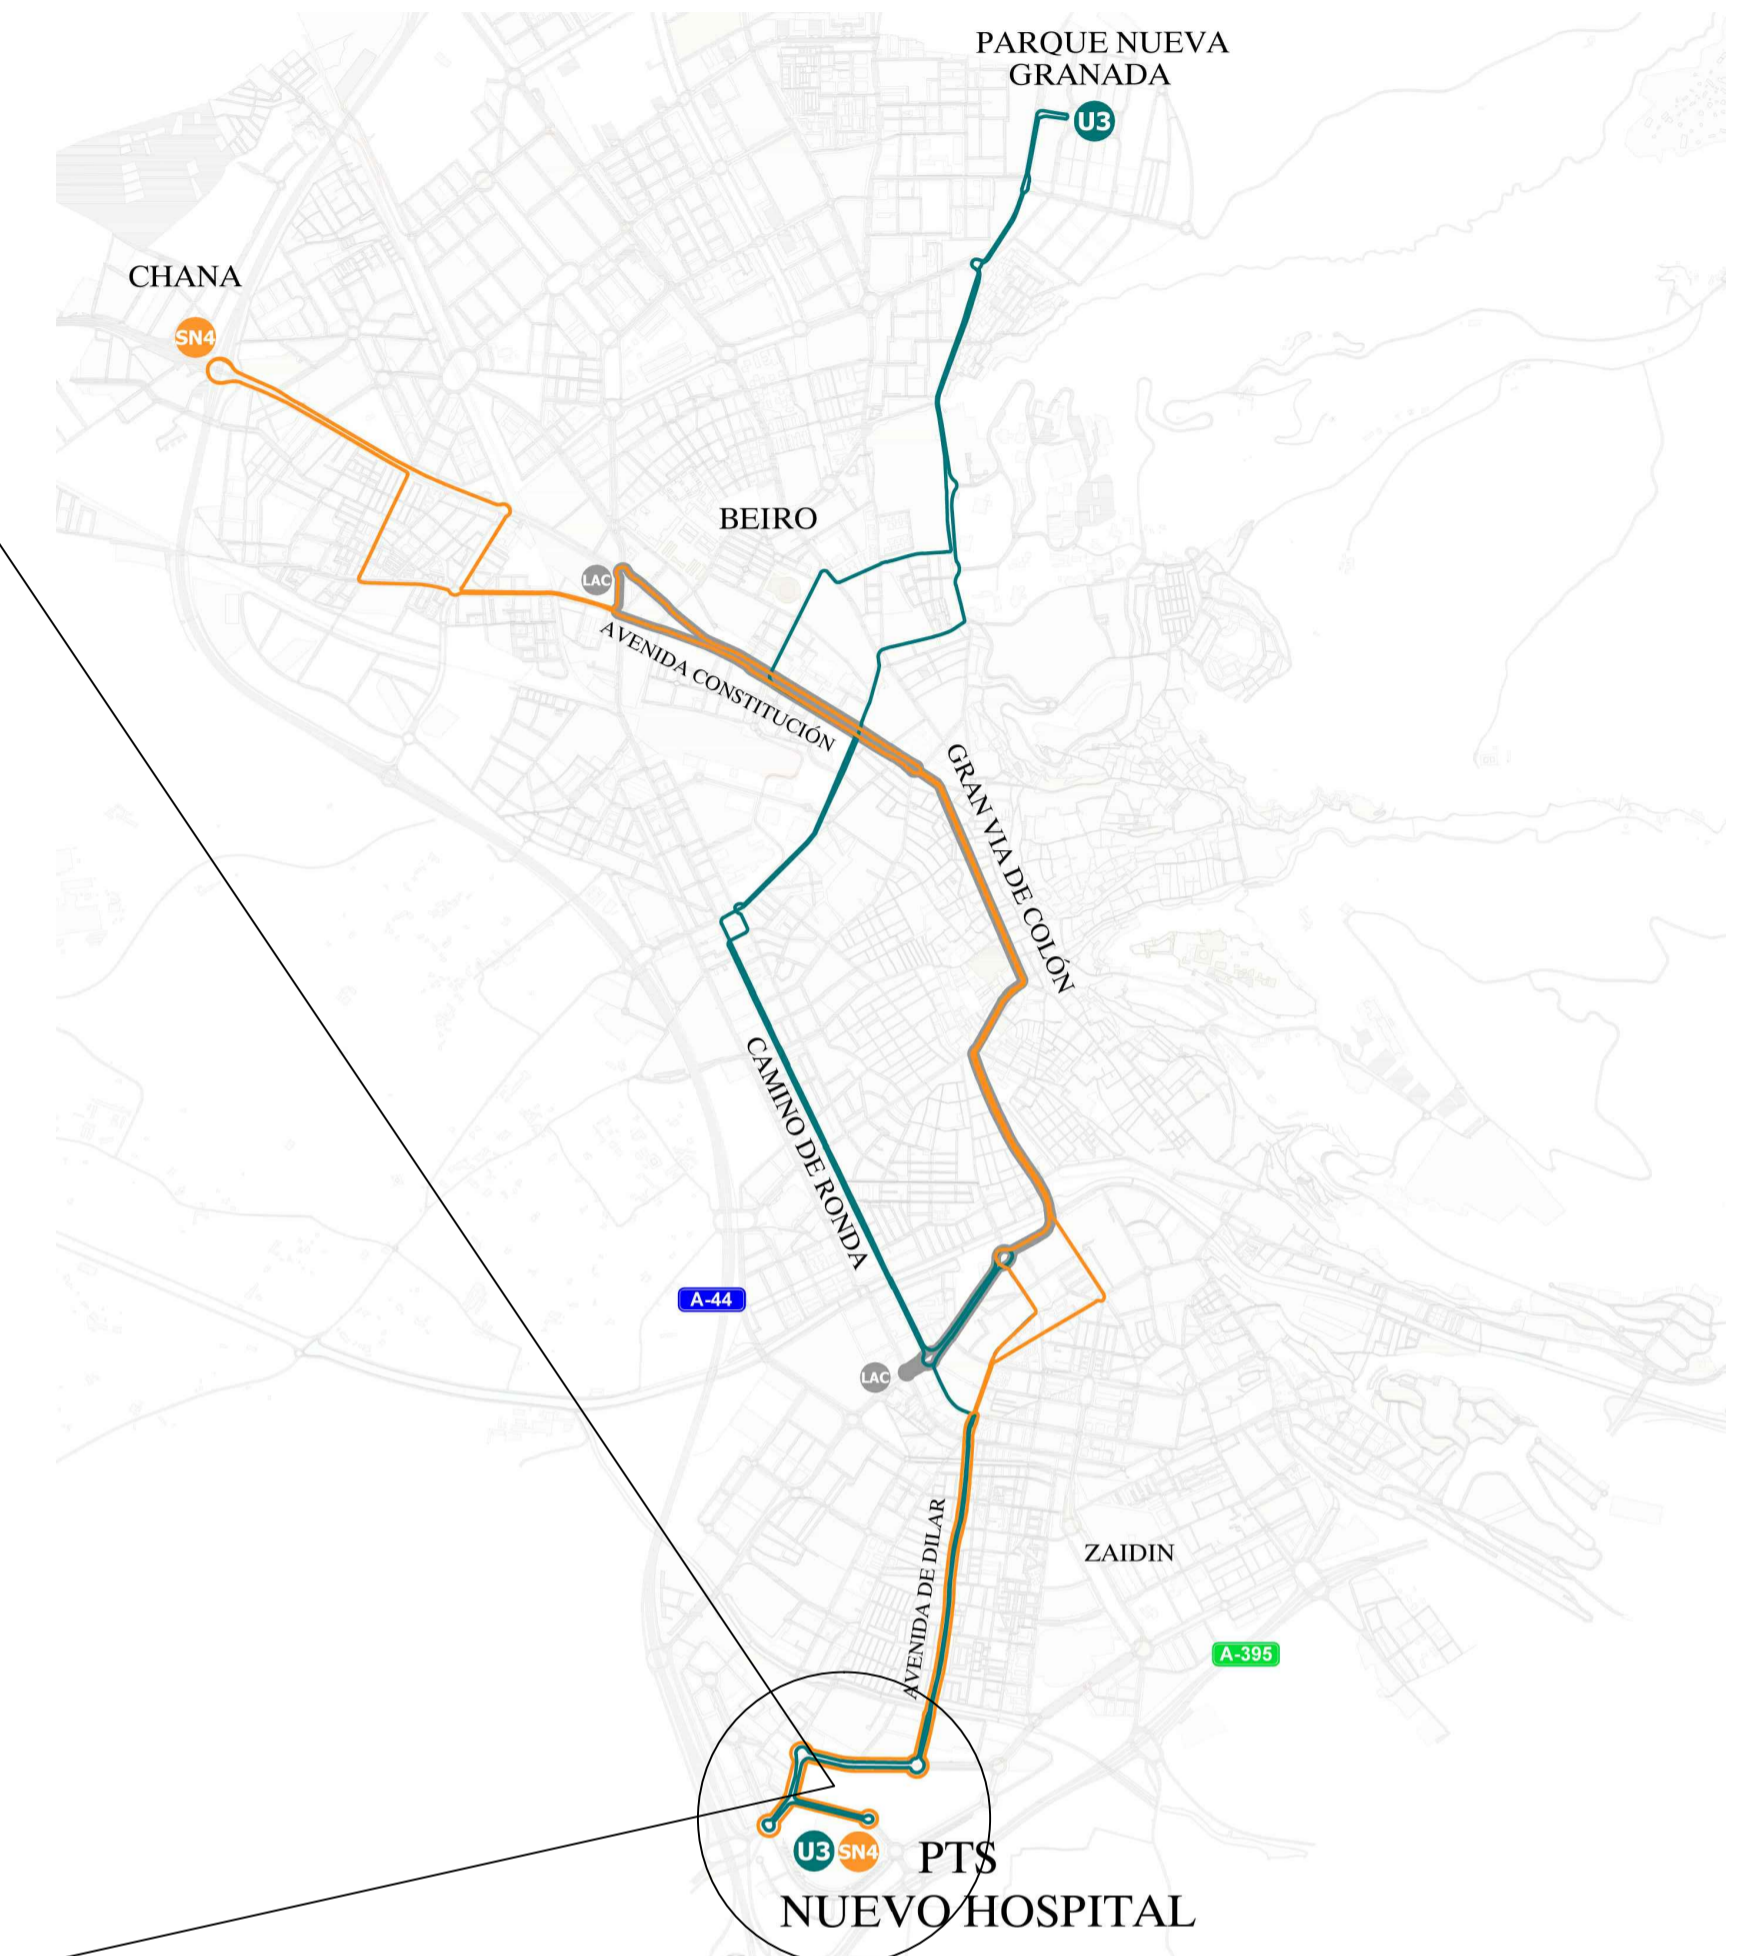 PARQUE NUEVA
GRANADA
U3
CHANA
SN4
BEIRO
LAC
AVENIDA CONSTITUCIÓN
GRAN VIA DE COLÓN
CAMINO DE RONDA
A-44
LAC
AVENIDA DE DILAR
ZAIDIN
A-395
U3 SN4 PTS
NUEVO HOSPITAL